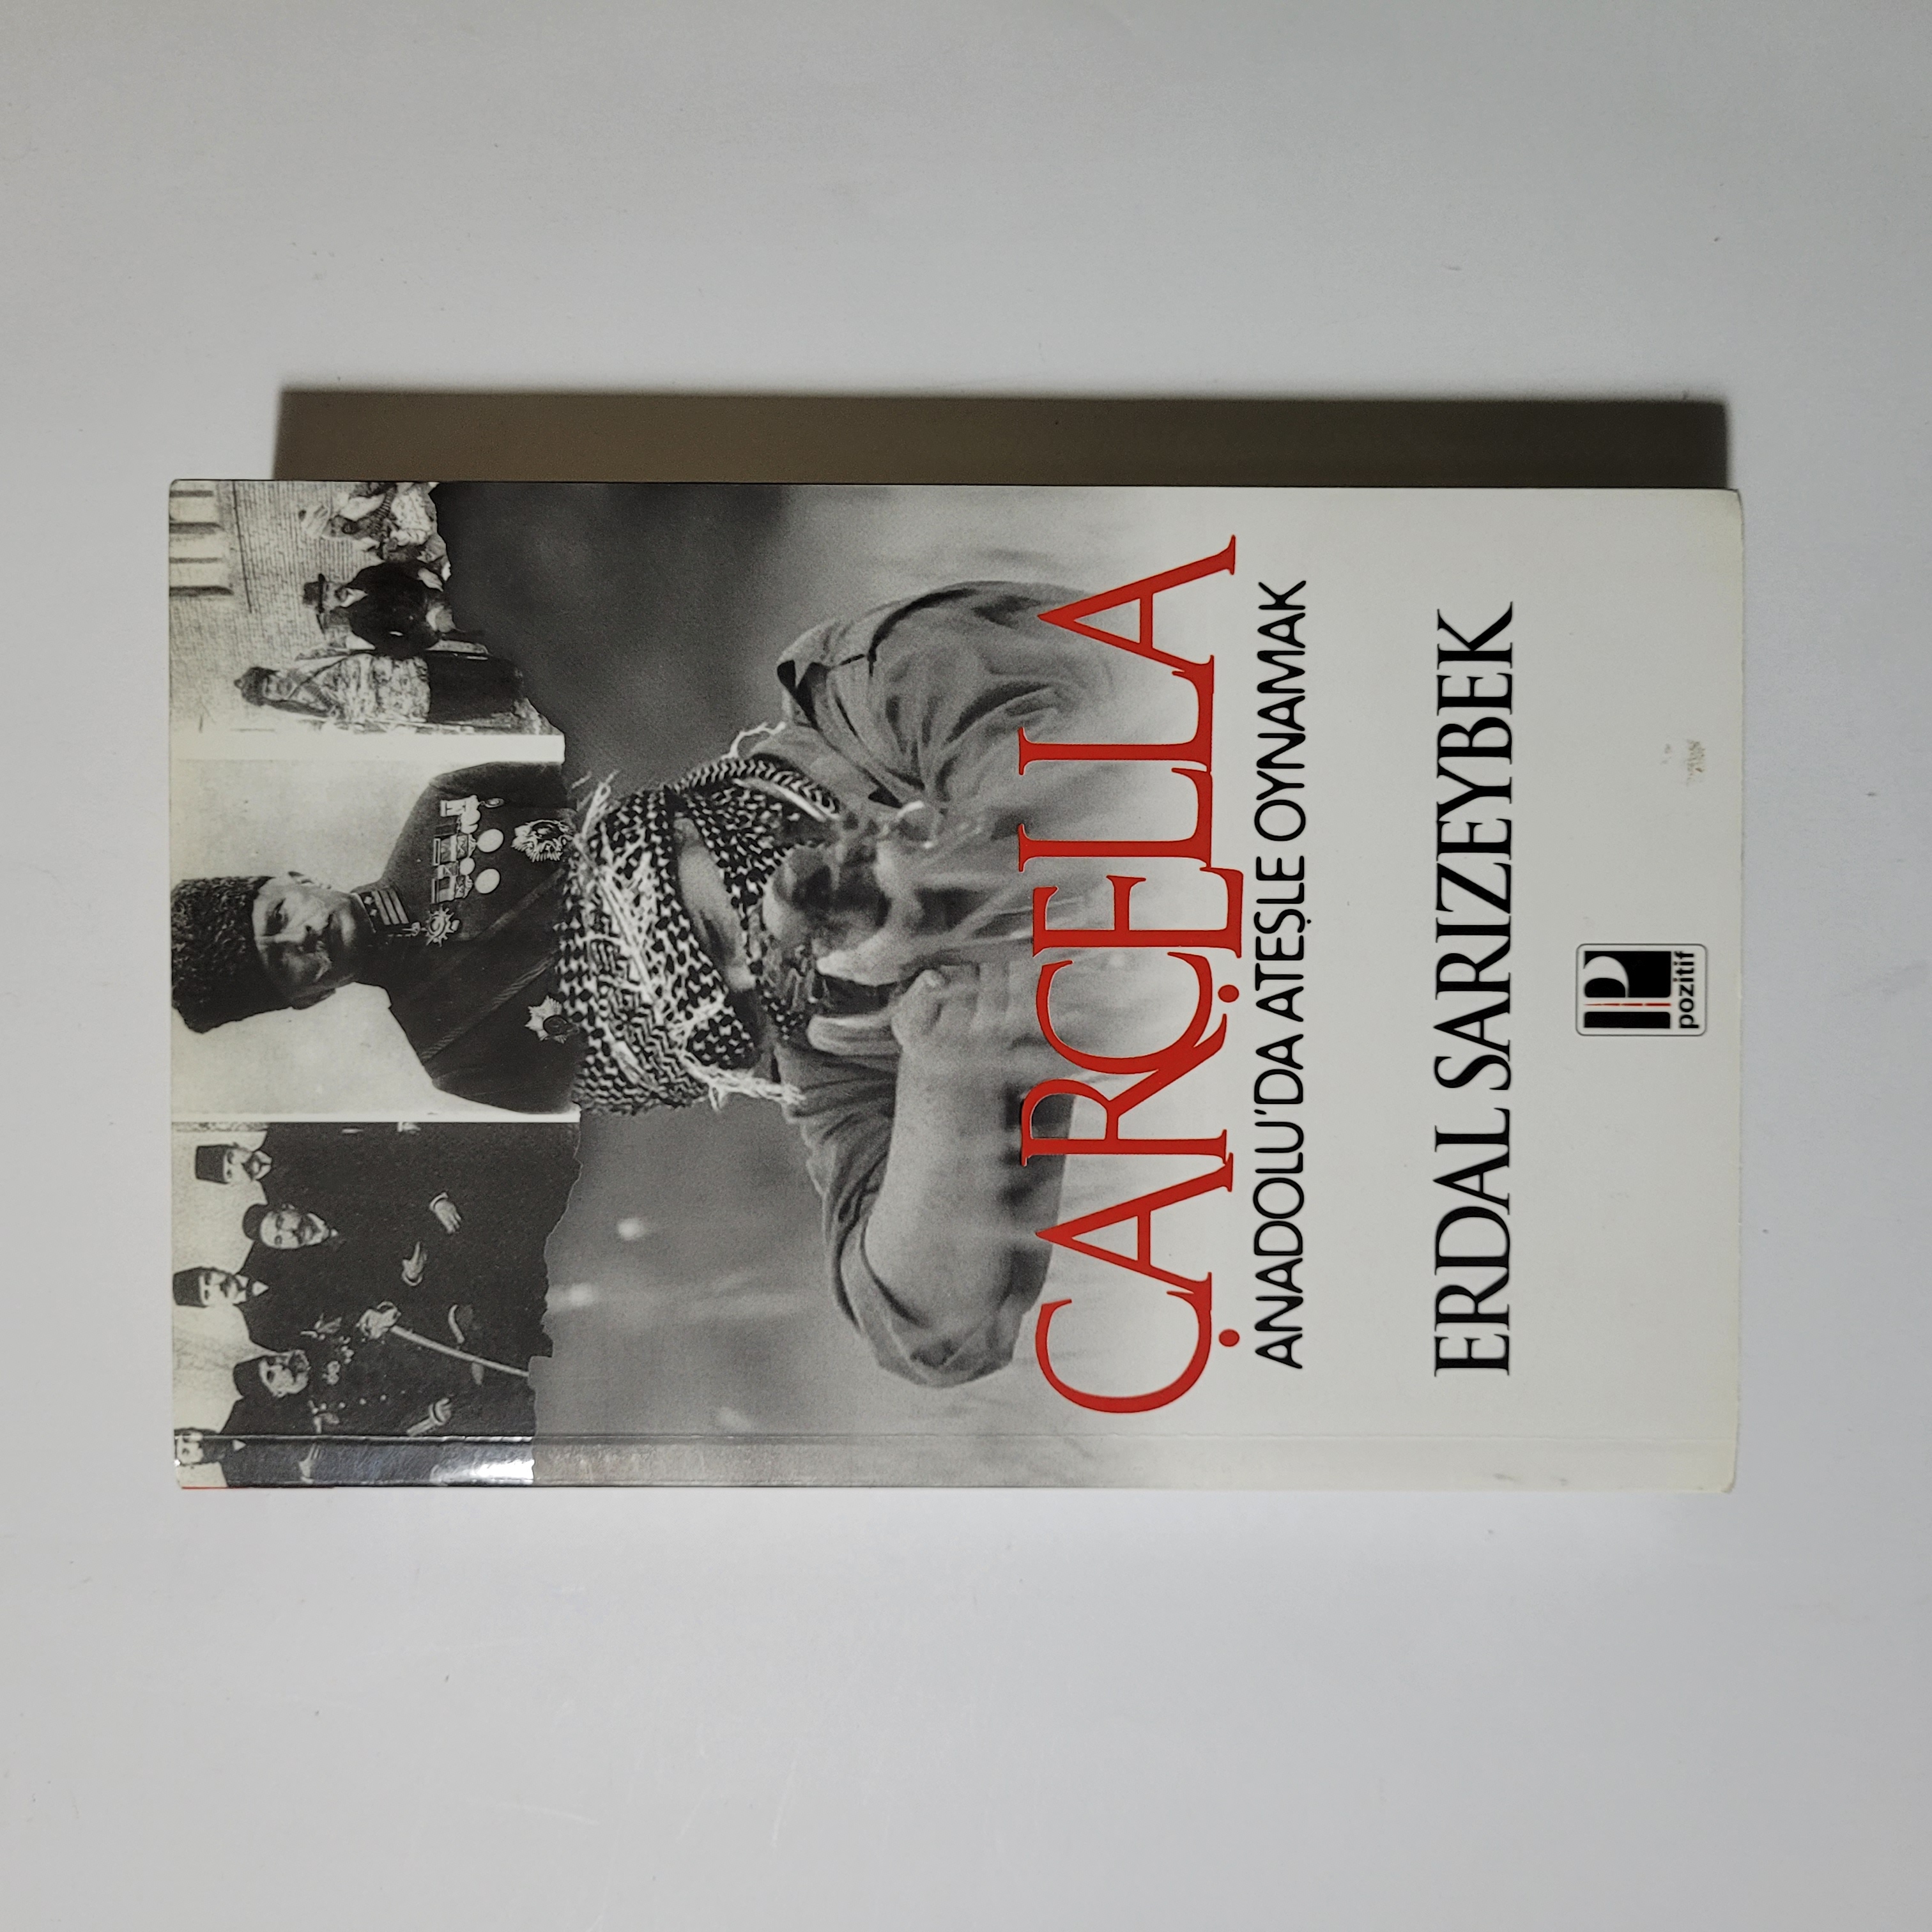 ÇARÇELLA
ANADOLU'DA ATEŞLE OYNAMAK
ERDAL SARIZEYBEK
pozitif